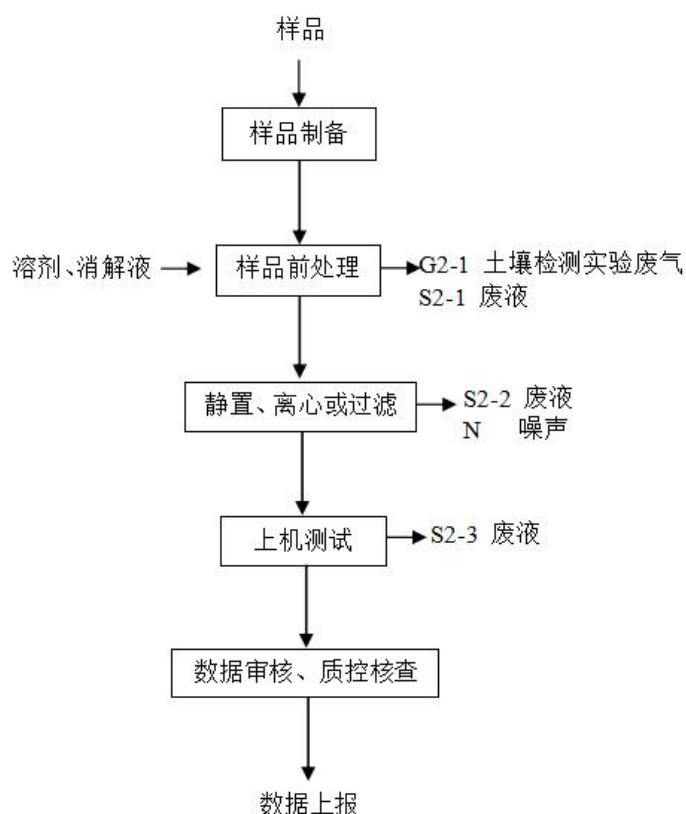 样品
样品制备
溶剂、消解液
样品前处理
G2-1 土壤检测实验废气
S2-1 废液
静置、离心或过滤
S2-2 废液
N 噪声
上机测试
S2-3 废液
数据审核、质控核查
数据上报